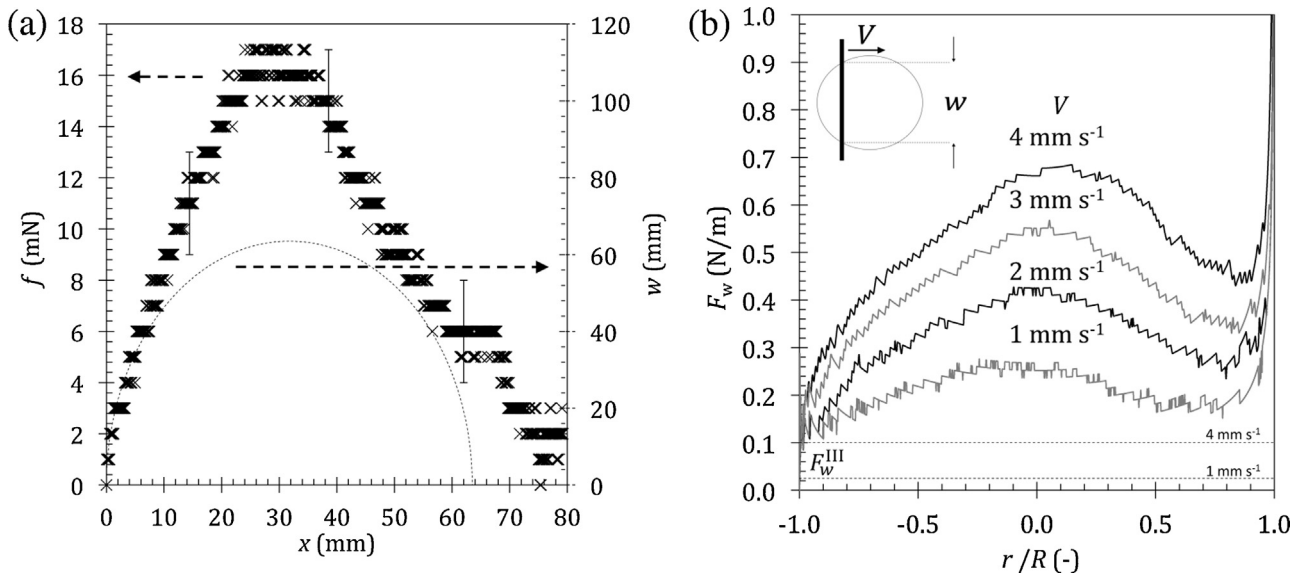 (a)
f (mN)
18
16
14
12
10
8
6
4
2
0
0 10 20 30 40 50 60 70 80
x (mm)
120
100
80
60
40
20
0
w (mm)
(b)
F_w (N/m)
1.0
0.9
0.8
0.7
0.6
0.5
0.4
0.3
0.2
0.1
0.0
V
w
V
4 mm s⁻¹
3 mm s⁻¹
2 mm s⁻¹
1 mm s⁻¹
4 mm s⁻¹
F_w^III
1 mm s⁻¹
-1.0 -0.5 0.0 0.5 1.0
r/R (-)